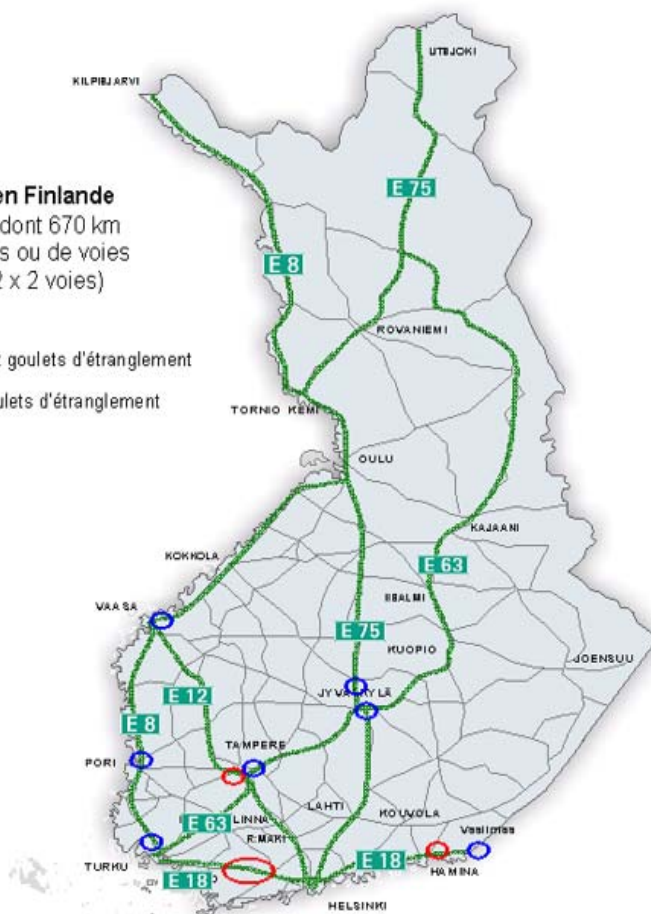 UTSJOKI
KILPISJARVI
en Finlande
dont 670 km
s ou de voies
2 x 2 voies)
E 75
E 8
goulets d'étranglement
ROVANIEMI
ulets d'étranglement
TORNIO KEMI
OULU
KAJAANI
KOKKOLA
E 63
IISALMI
VAASA
E 75
KUOPIO
JOENSUU
E 12
E 8
TAMPERE
PORI
LAHTI
KOUVOLA
E 63
LINNA
R:MÄKI
Vaalimaa
TURKU
E 18
E 18
HAMINA
HELSINKI